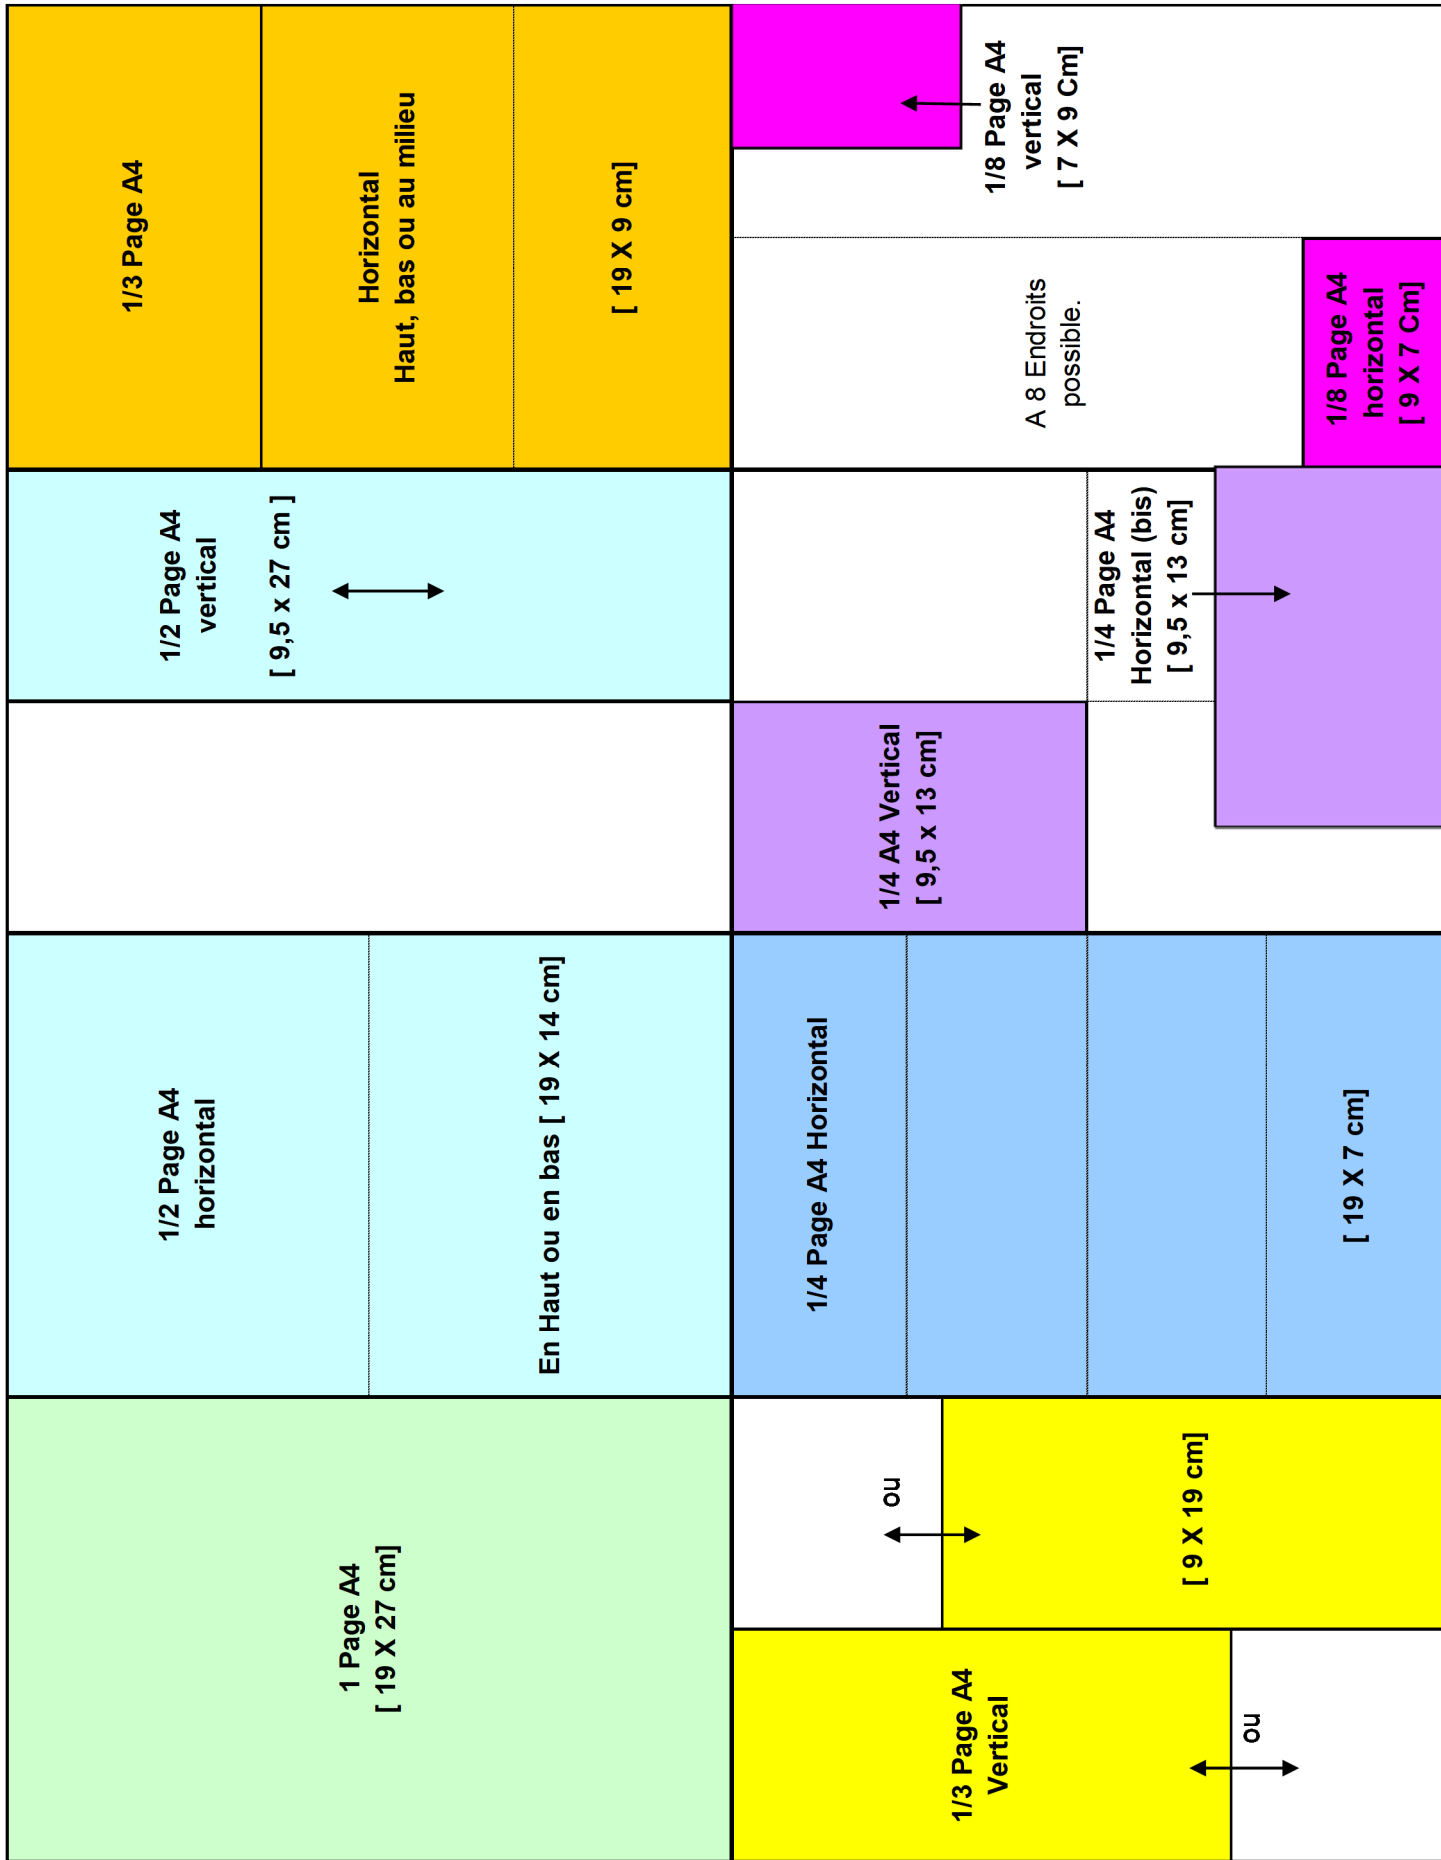 1 Page A4
[ 19 X 27 cm]
1/2 Page A4
horizontal
En Haut ou en bas [ 19 X 14 cm]
1/2 Page A4
vertical
[ 9,5 x 27 cm ]
1/3 Page A4
Horizontal
Haut, bas ou au milieu
[ 19 X 9 cm]
1/3 Page A4
Vertical
ou
ou
[ 9 X 19 cm]
1/4 Page A4 Horizontal
[ 19 X 7 cm]
1/4 A4 Vertical
[ 9,5 x 13 cm]
1/4 Page A4
Horizontal (bis)
[ 9,5 x 13 cm]
A 8 Endroits
possible.
1/8 Page A4
horizontal
[ 9 X 7 Cm]
1/8 Page A4
vertical
[ 7 X 9 Cm]